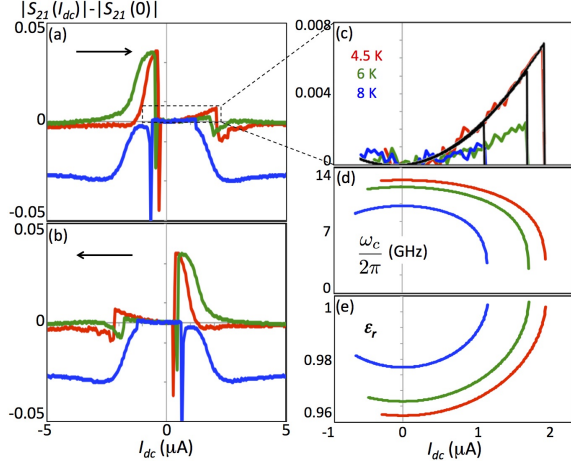 |S21(Idc)|-|S21(0)|
0.05
(a)
0
-0.05
0.05
(b)
0
-0.05
-5 0 5
Idc (μA)
0.008
(c)
4.5 K
6 K
8 K
0.004
0
14
(d)
7
ωc/2π (GHz)
0
1
(e)
εr
0.98
0.96
-1 0 1 2
Idc (μA)